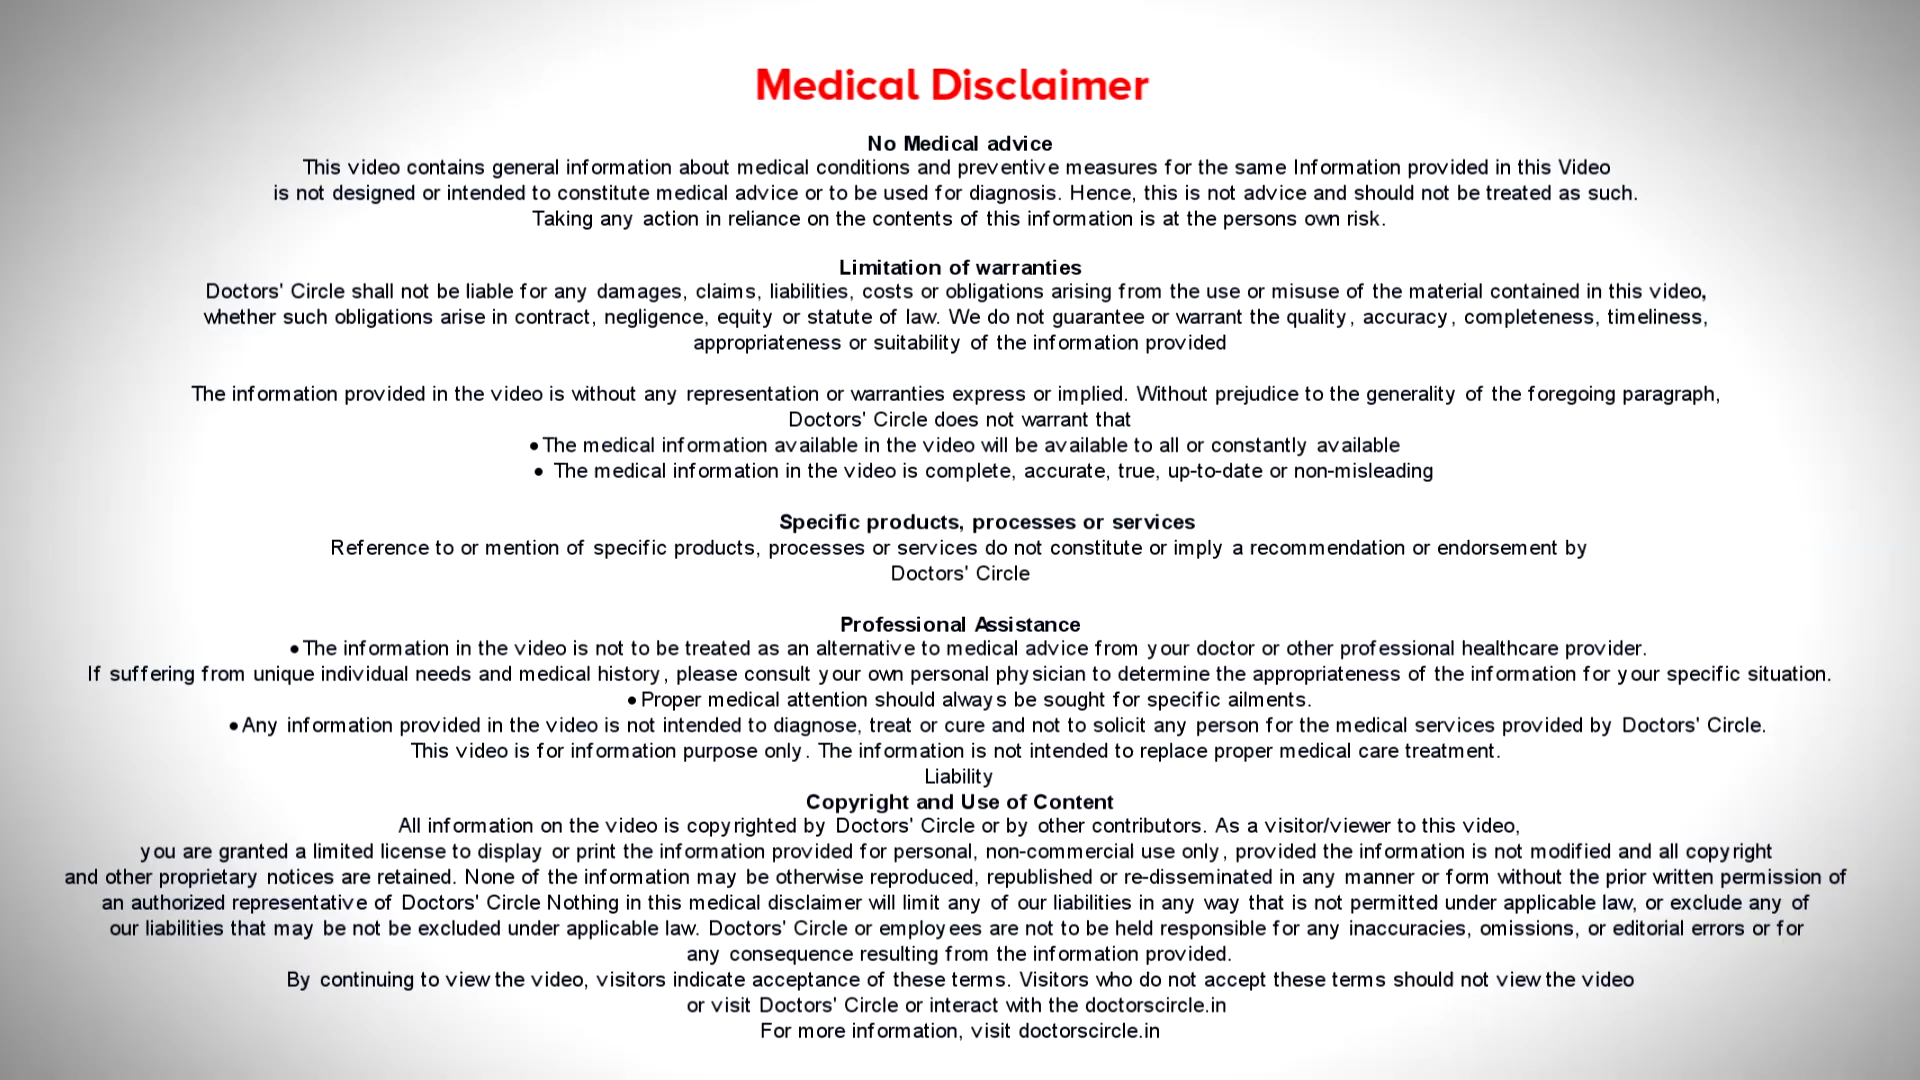 Medical Disclaimer
No Medical advice
This video contains general information about medical conditions and preventive measures for the same Information provided in this Video
is not designed or intended to constitute medical advice or to be used for diagnosis. Hence, this is not advice and should not be treated as such.
Taking any action in reliance on the contents of this information is at the persons own risk.
Limitation of warranties
Doctors' Circle shall not be liable for any damages, claims, liabilities, costs or obligations arising from the use or misuse of the material contained in this video,
whether such obligations arise in contract, negligence, equity or statute of law. We do not guarantee or warrant the quality, accuracy, completeness, timeliness,
appropriateness or suitability of the information provided
The information provided in the video is without any representation or warranties express or implied. Without prejudice to the generality of the foregoing paragraph,
Doctors' Circle does not warrant that
• The medical information available in the video will be available to all or constantly available
• The medical information in the video is complete, accurate, true, up-to-date or non-misleading
Specific products, processes or services
Reference to or mention of specific products, processes or services do not constitute or imply a recommendation or endorsement by
Doctors' Circle
Professional Assistance
• The information in the video is not to be treated as an alternative to medical advice from your doctor or other professional healthcare provider.
If suffering from unique individual needs and medical history, please consult your own personal physician to determine the appropriateness of the information for your specific situation.
• Proper medical attention should always be sought for specific ailments.
• Any information provided in the video is not intended to diagnose, treat or cure and not to solicit any person for the medical services provided by Doctors' Circle.
This video is for information purpose only. The information is not intended to replace proper medical care treatment.
Liability
Copyright and Use of Content
All information on the video is copyrighted by Doctors' Circle or by other contributors. As a visitor/viewer to this video,
you are granted a limited license to display or print the information provided for personal, non-commercial use only, provided the information is not modified and all copyright
and other proprietary notices are retained. None of the information may be otherwise reproduced, republished or re-disseminated in any manner or form without the prior written permission of
an authorized representative of Doctors' Circle Nothing in this medical disclaimer will limit any of our liabilities in any way that is not permitted under applicable law, or exclude any of
our liabilities that may be not be excluded under applicable law. Doctors' Circle or employees are not to be held responsible for any inaccuracies, omissions, or editorial errors or for
any consequence resulting from the information provided.
By continuing to view the video, visitors indicate acceptance of these terms. Visitors who do not accept these terms should not view the video
or visit Doctors' Circle or interact with the doctorscircle.in
For more information, visit doctorscircle.in